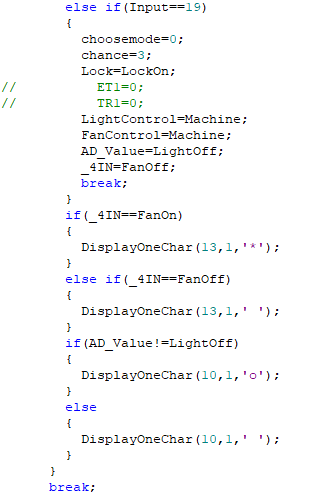 else if(Input==19)
{
choosemode=0;
chance=3;
Lock=LockOn;
// ET1=0;
// TR1=0;
LightControl=Machine;
FanControl=Machine;
AD_Value=LightOff;
_4IN=FanOff;
break;
}
if(_4IN==FanOn)
{
DisplayOneChar(13,1,'*');
}
else if(_4IN==FanOff)
{
DisplayOneChar(13,1,' ');
}
if(AD_Value!=LightOff)
{
DisplayOneChar(10,1,'o');
}
else
{
DisplayOneChar(10,1,' ');
}
}
break;